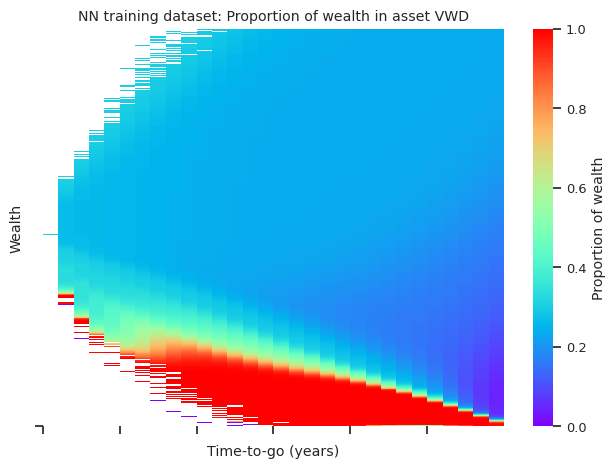 NN training dataset: Proportion of wealth in asset VWD
Wealth
Time-to-go (years)
1.0
0.8
0.6
0.4
0.2
0.0
Proportion of wealth